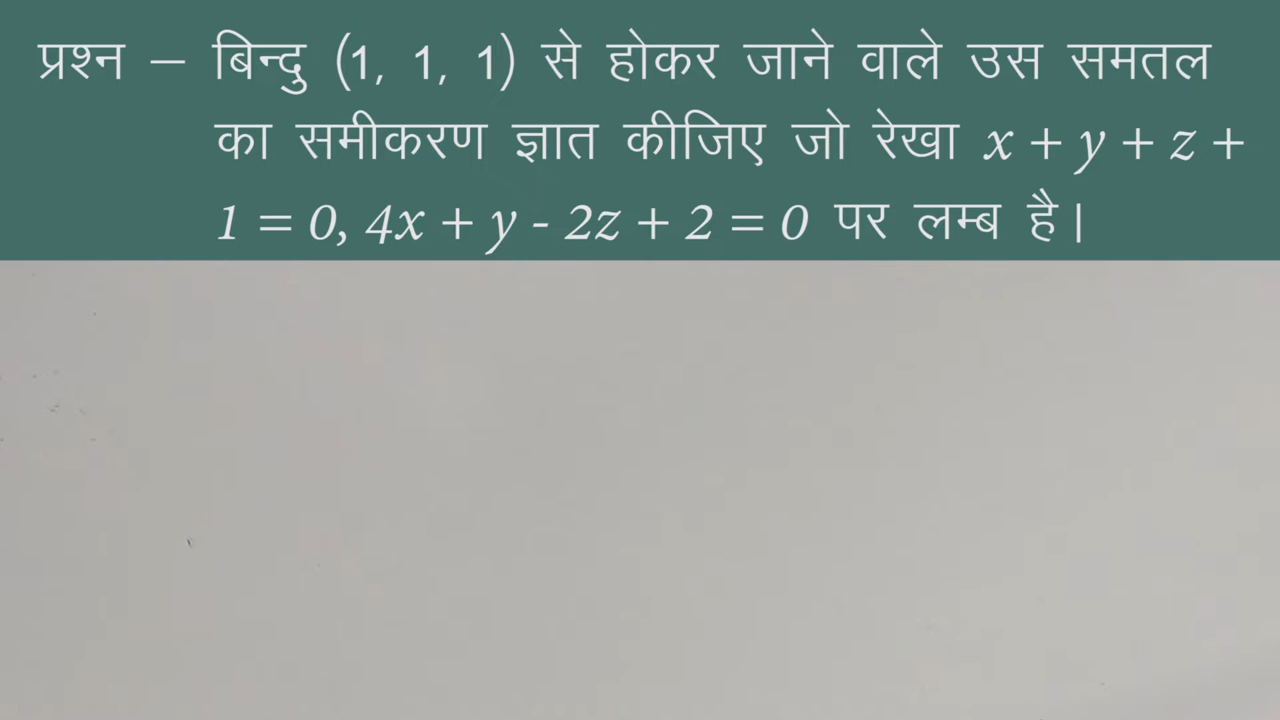 प्रश्न – बिन्दु (1, 1, 1) से होकर जाने वाले उस समतल
का समीकरण ज्ञात कीजिए जो रेखा x + y + z +
1 = 0, 4x + y - 2z + 2 = 0 पर लम्ब है|